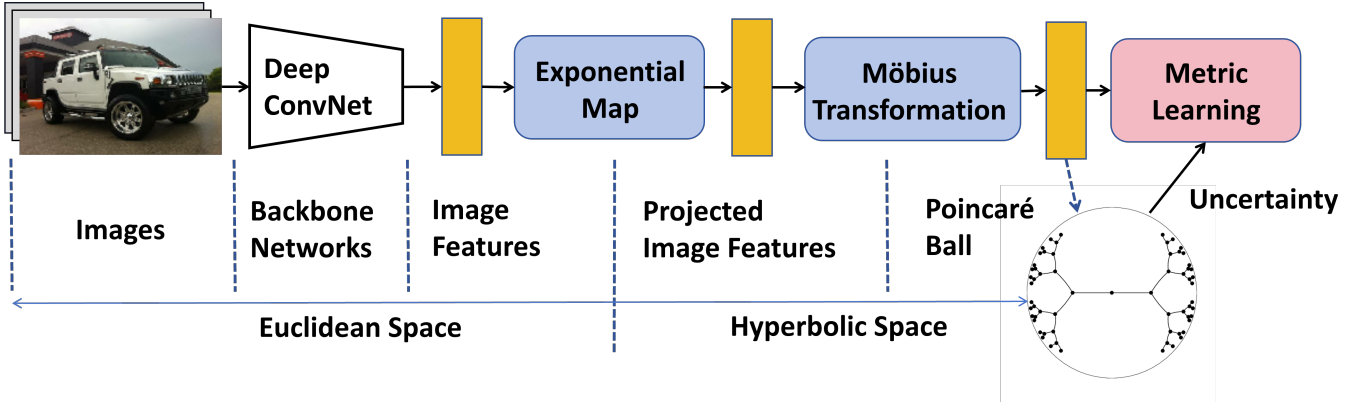 Deep
ConvNet
Exponential
Map
Möbius
Transformation
Metric
Learning
Images
Backbone
Networks
Image
Features
Projected
Image Features
Poincaré
Ball
Uncertainty
Euclidean Space
Hyperbolic Space